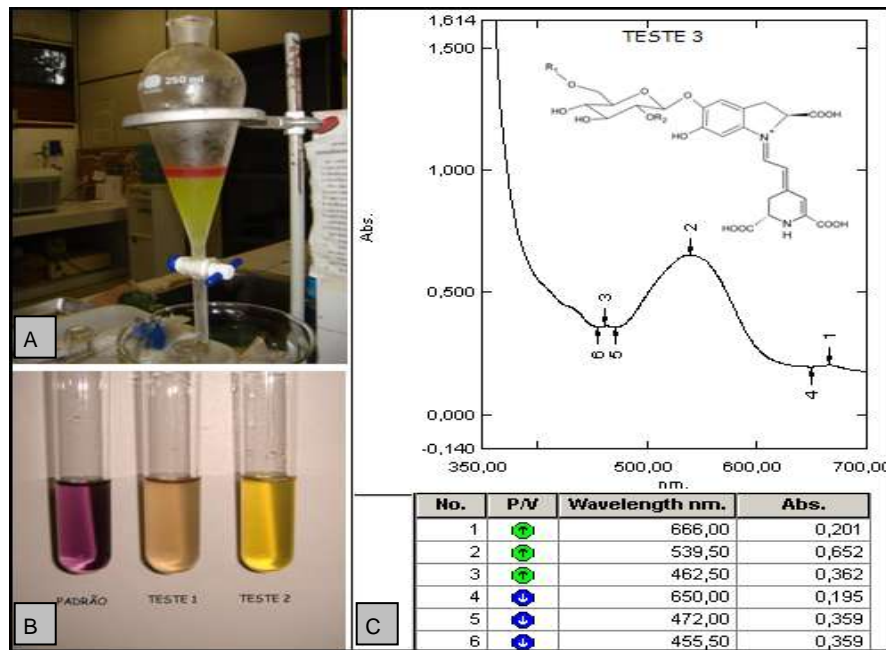 250 ml
A
PADRÃO TESTE 1 TESTE 2
B
TESTE 3
1,614
1,500
1,000
0,500
0,000
-0,140
Abs.
350,00 500,00 600,00 700,00
nm.
2
3
1
6
5
4
R₁
O
O
O
HO
HO
OR₂
HO
N⁺
COOH
HOOC
N
H
COOH
C
No. P/V Wavelength nm. Abs.
1 666,00 0,201
2 539,50 0,652
3 462,50 0,362
4 650,00 0,195
5 472,00 0,359
6 455,50 0,359